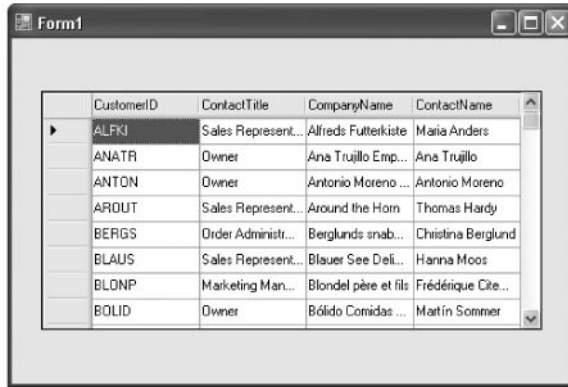 Form1
CustomerID ContactTitle CompanyName ContactName
ALFKI Sales Represent... Alfreds Futterkiste Maria Anders
ANATR Owner Ana Trujillo Emp... Ana Trujillo
ANTON Owner Antonio Moreno ... Antonio Moreno
AROUT Sales Represent... Around the Horn Thomas Hardy
BERGS Order Administr... Berglunds snab... Christina Berglund
BLAUS Sales Represent... Blauer See Deli... Hanna Moos
BLONP Marketing Man... Blondel père et fils Frédérique Cite...
BOLID Owner Bólido Comidas ... Martín Sommer